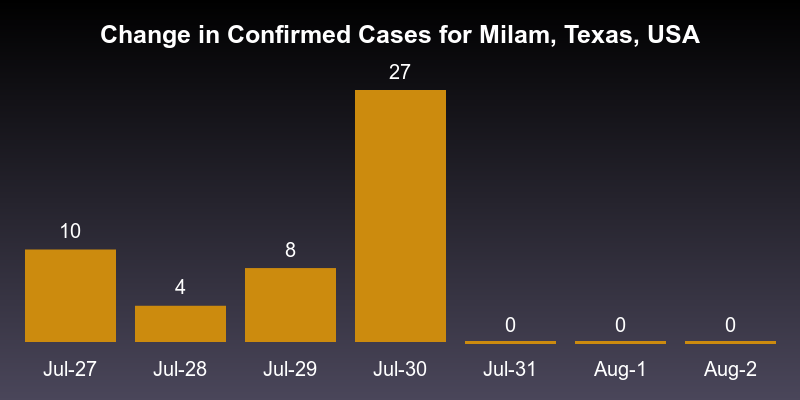 Change in Confirmed Cases for Milam, Texas, USA
27
10
8
4
0 0 0
Jul-27 Jul-28 Jul-29 Jul-30 Jul-31 Aug-1 Aug-2